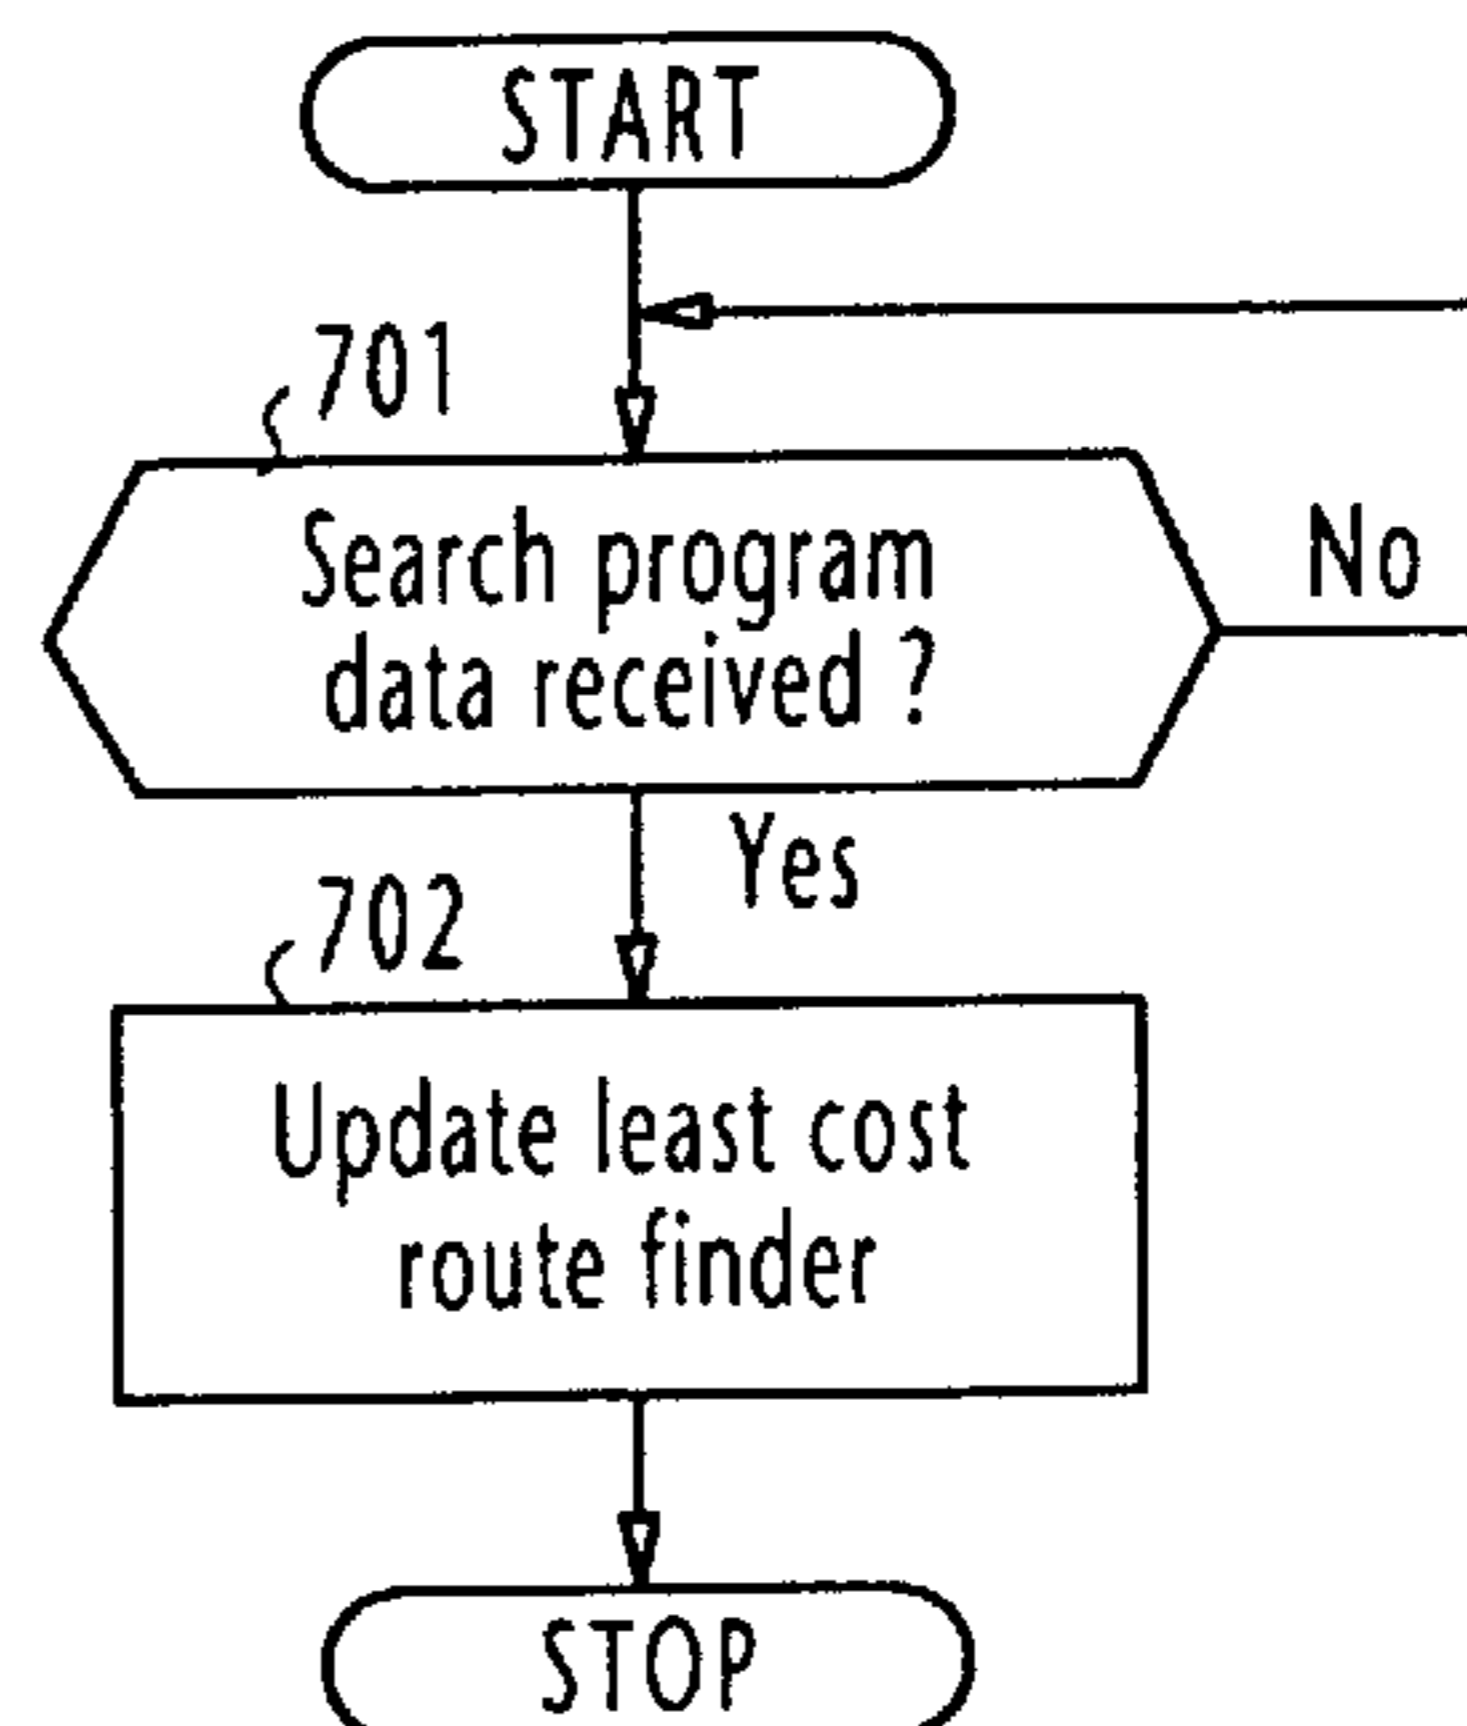 START
701
Search program
data received ?
No
Yes
702
Update least cost
route finder
STOP